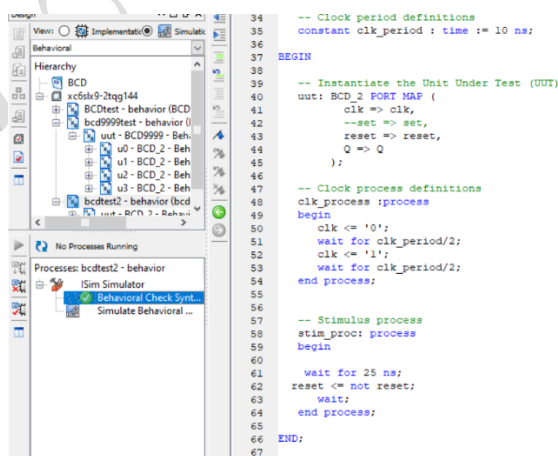 Design
View:
Implementatic
Simulatic
Behavioral
Hierarchy
BCD
xc6slx9-2tqg144
BCDtest - behavior (BCD
bcd9999test - behavior (l
uut - BCD9999 - Beh
u0 - BCD_2 - Beh
u1 - BCD_2 - Beh
u2 - BCD_2 - Beh
u3 - BCD_2 - Beh
bcdtest2 - behavior (bcd
uut - BCD_2 - Behavi
No Processes Running
Processes: bcdtest2 - behavior
ISim Simulator
Behavioral Check Synt...
Simulate Behavioral ...
34 -- Clock period definitions
35 constant clk_period : time := 10 ns;
36
37 BEGIN
38
39 -- Instantiate the Unit Under Test (UUT)
40 uut: BCD_2 PORT MAP (
41 clk => clk,
42 --set => set,
43 reset => reset,
44 Q => Q
45 );
46
47 -- Clock process definitions
48 clk_process :process
49 begin
50 clk <= '0';
51 wait for clk_period/2;
52 clk <= '1';
53 wait for clk_period/2;
54 end process;
55
56
57 -- Stimulus process
58 stim_proc: process
59 begin
60
61 wait for 25 ns;
62 reset <= not reset;
63 wait;
64 end process;
65
66 END;
67